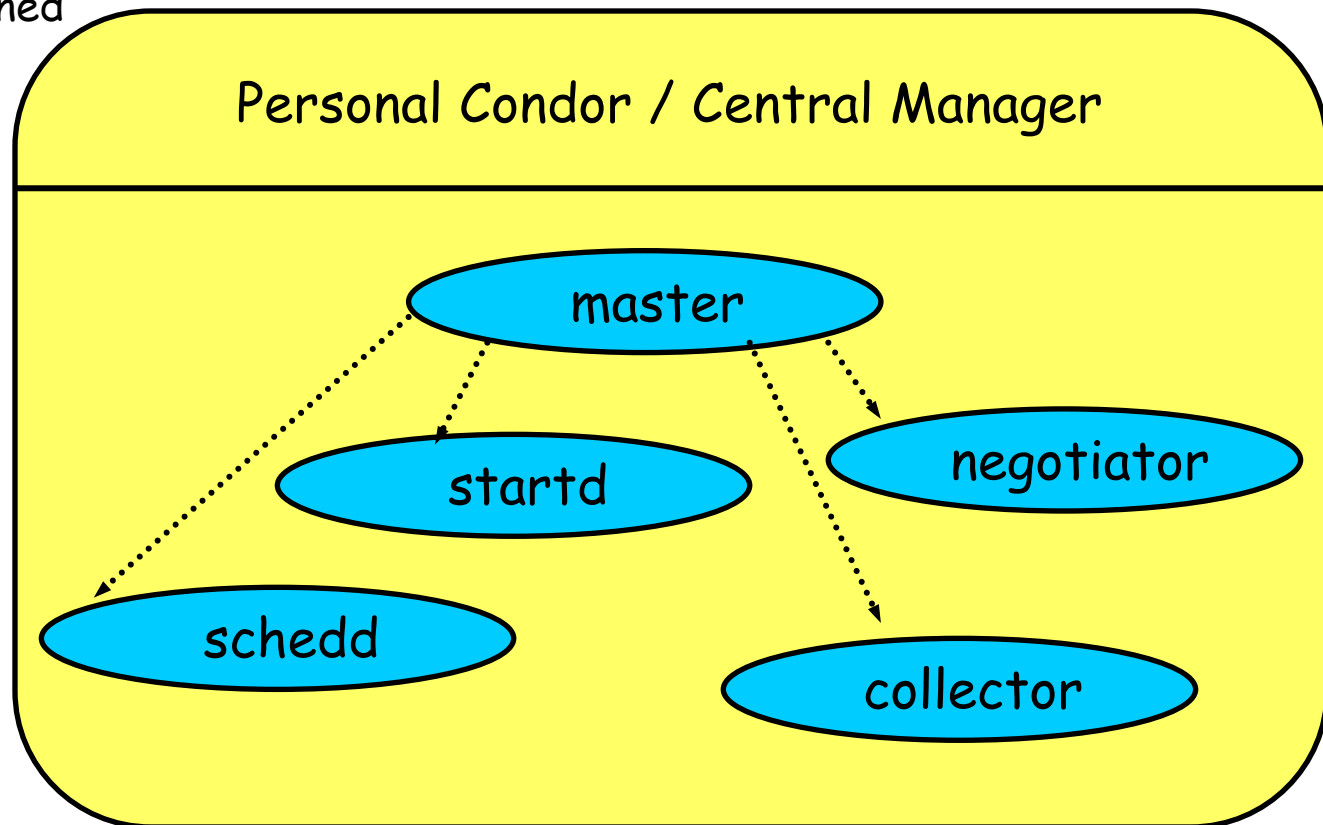 Personal Condor / Central Manager
master
negotiator
startd
schedd
collector